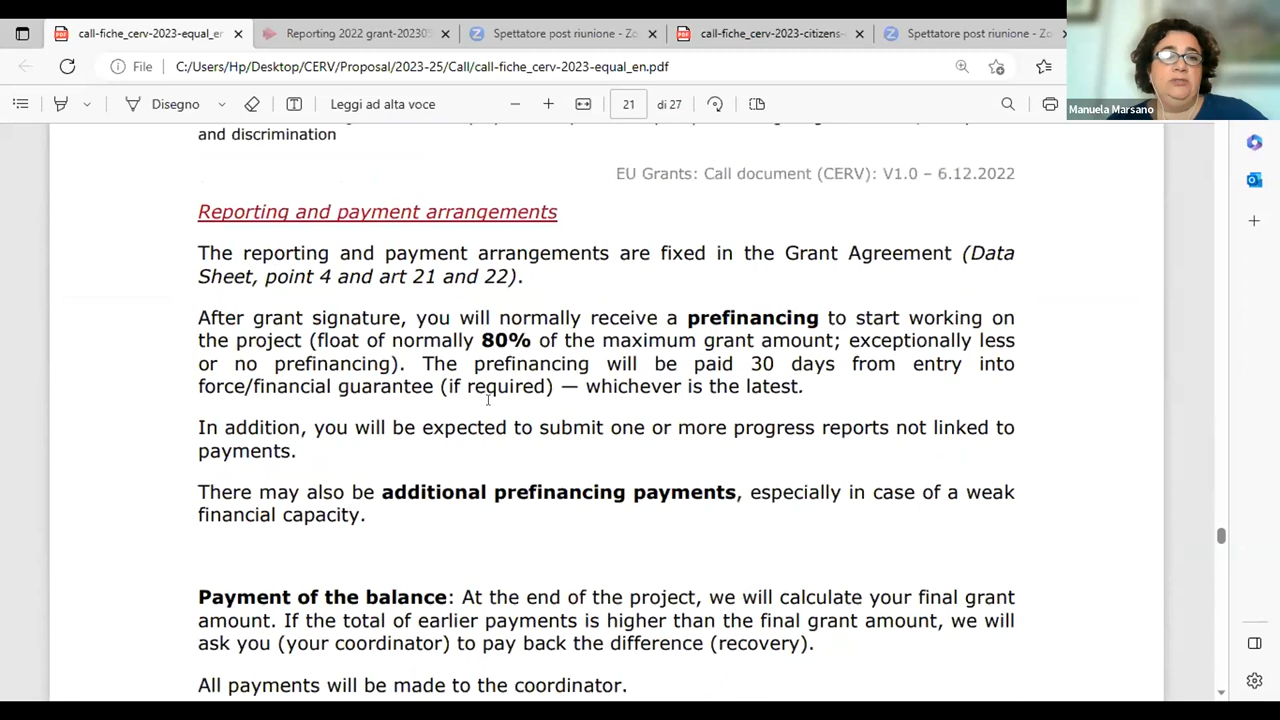 call-fiche_cerv-2023-equal_er
Reporting 2022 grant-202305
Spettatore post riunione - Zo
call-fiche_cerv-2023-citizens-
Spettatore post riunione - Zo
File
C:/Users/Hp/Desktop/CERV/Proposal/2023-25/Call/call-fiche_cerv-2023-equal_en.pdf
Manuela Marsano
Disegno
Leggi ad alta voce
21
di 27
and discrimination
EU Grants: Call document (CERV): V1.0 – 6.12.2022
Reporting and payment arrangements
The reporting and payment arrangements are fixed in the Grant Agreement (Data
Sheet, point 4 and art 21 and 22).
After grant signature, you will normally receive a prefinancing to start working on
the project (float of normally 80% of the maximum grant amount; exceptionally less
or no prefinancing). The prefinancing will be paid 30 days from entry into
force/financial guarantee (if required) — whichever is the latest.
In addition, you will be expected to submit one or more progress reports not linked to
payments.
There may also be additional prefinancing payments, especially in case of a weak
financial capacity.
Payment of the balance: At the end of the project, we will calculate your final grant
amount. If the total of earlier payments is higher than the final grant amount, we will
ask you (your coordinator) to pay back the difference (recovery).
All payments will be made to the coordinator.